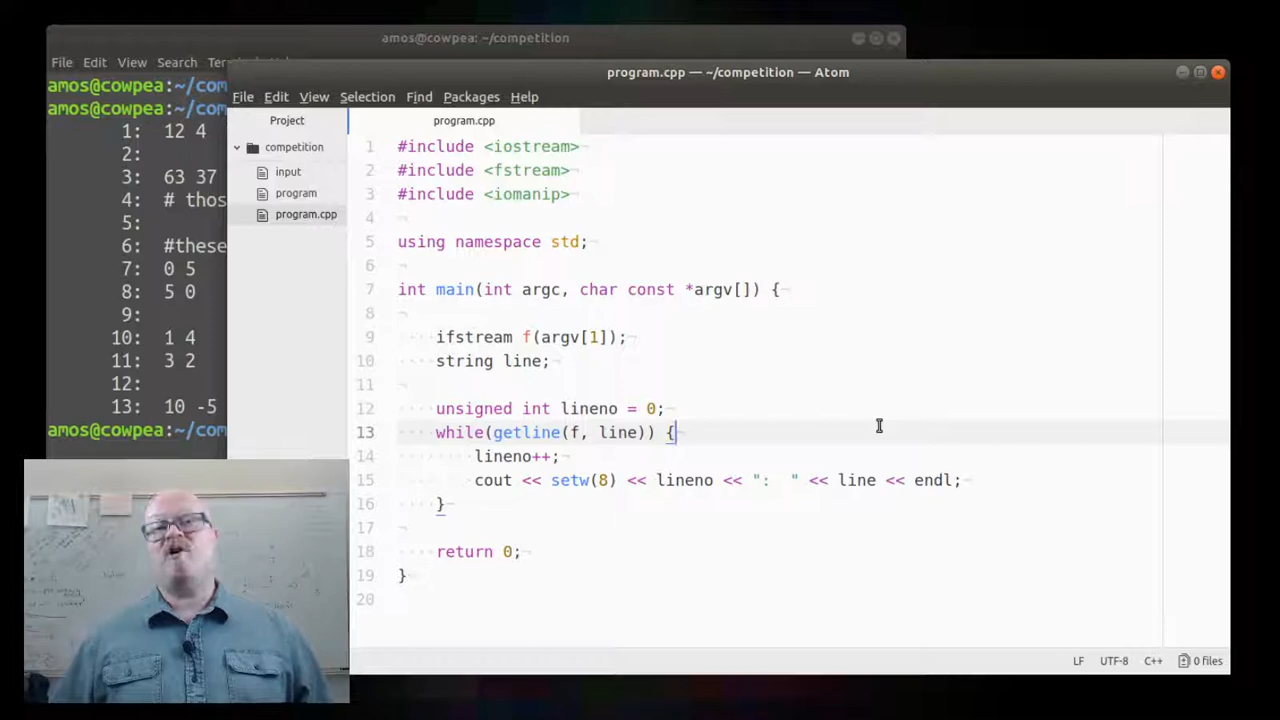 amos@cowpea: ~/competition
File Edit View Search
amos@cowpea:~/com
amos@cowpea:~/com
1: 12 4
2:
3: 63 37
4: # thos
5:
6: #these
7: 0 5
8: 5 0
9:
10: 1 4
11: 3 2
12:
13: 10 -5
amos@cowpea:~/com
program.cpp — ~/competition — Atom
File Edit View Selection Find Packages Help
Project
competition
input
program
program.cpp
program.cpp
1 #include <iostream>
2 #include <fstream>
3 #include <iomanip>
4
5 using namespace std;
6
7 int main(int argc, char const *argv[]) {
8
9 ifstream f(argv[1]);
10 string line;
11
12 unsigned int lineno = 0;
13 while(getline(f, line)) {
14 lineno++;
15 cout << setw(8) << lineno << ":  " << line << endl;
16 }
17
18 return 0;
19 }
20
LF UTF-8 C++ 0 files